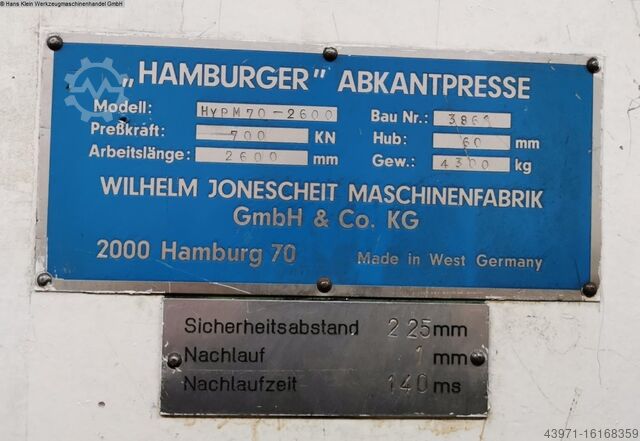 © Hans Klein Werkzeugmaschinenhandel GmbH
„HAMBURGER” ABKANTPRESSE
Modell: HYPM70-2600 Bau Nr.:
Preßkraft: 700 KN Hub: 60 mm
Arbeitslänge: 2600 mm Gew.: 4300 kg
WILHELM JONESCHEIT MASCHINENFABRIK
GmbH & Co. KG
2000 Hamburg 70 Made in West Germany
Sicherheitsabstand 225mm
Nachlauf 1 mm
Nachlaufzeit 140 ms
43971-16168359